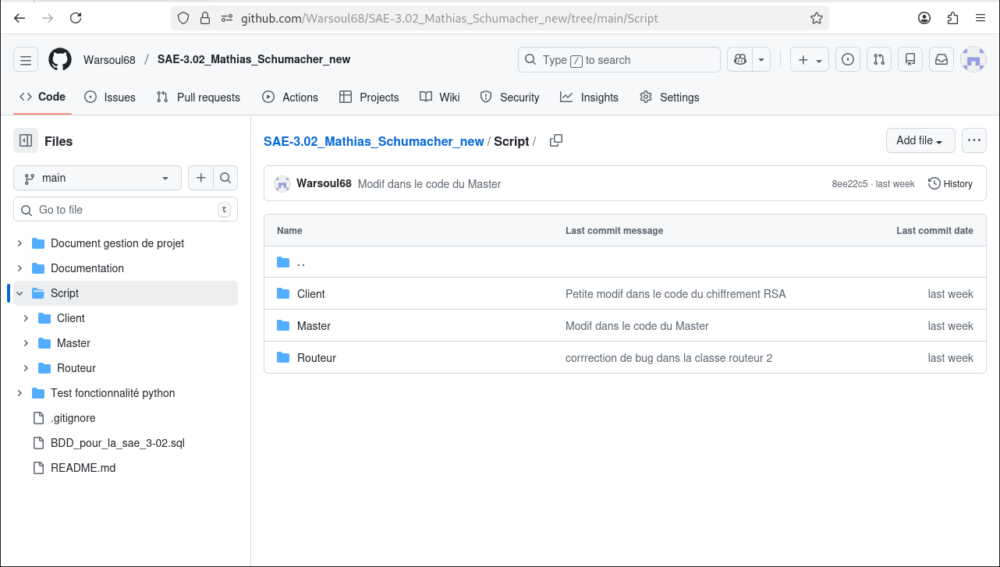 github.com/Warsoul68/SAE-3.02_Mathias_Schumacher_new/tree/main/Script
Warsoul68 / SAE-3.02_Mathias_Schumacher_new
Type / to search
Code
Issues
Pull requests
Actions
Projects
Wiki
Security
Insights
Settings
Files
main
Go to file
t
Document gestion de projet
Documentation
Script
Client
Master
Routeur
Test fonctionnalité python
.gitignore
BDD_pour_la_sae_3-02.sql
README.md
SAE-3.02_Mathias_Schumacher_new / Script /
Add file
Warsoul68 Modif dans le code du Master
8ee22c5 · last week
History
Name Last commit message Last commit date
..
Client Petite modif dans le code du chiffrement RSA last week
Master Modif dans le code du Master last week
Routeur corrrection de bug dans la classe routeur 2 last week